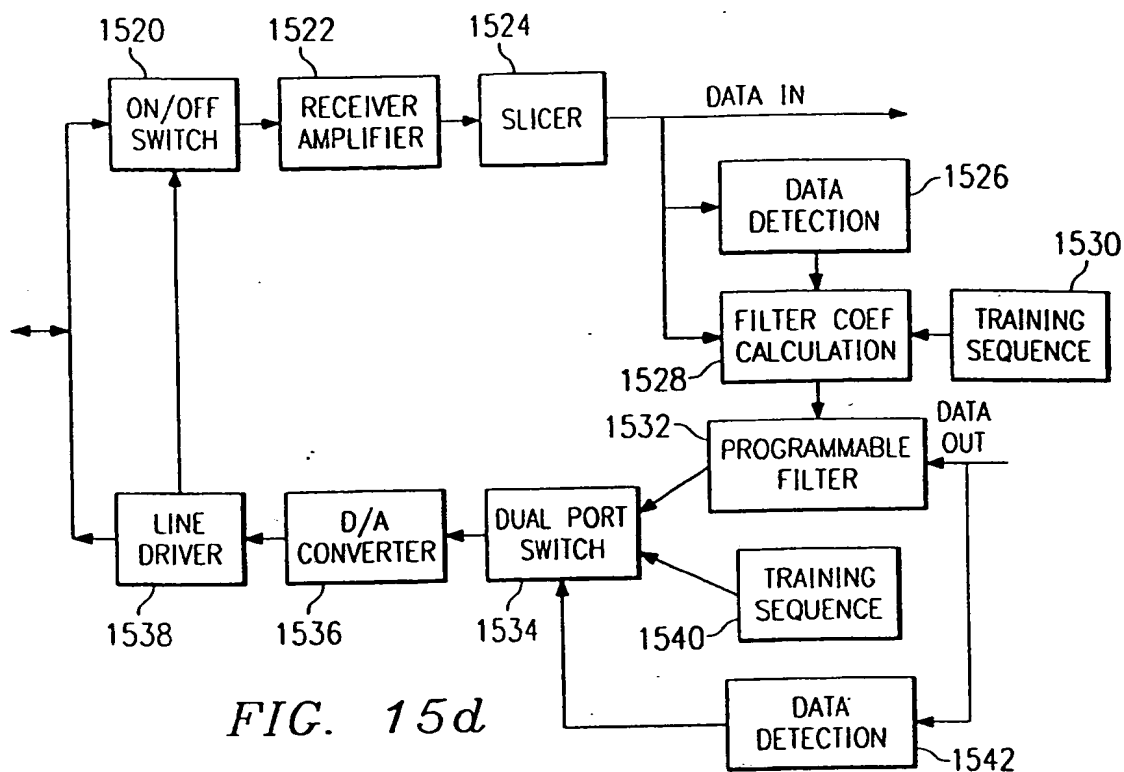 1520
1522
1524
ON/OFF
SWITCH
RECEIVER
AMPLIFIER
SLICER
DATA IN
DATA
DETECTION
1526
1530
FILTER COEF
CALCULATION
1528
TRAINING
SEQUENCE
1532
DATA
OUT
PROGRAMMABLE
FILTER
LINE
DRIVER
D/A
CONVERTER
DUAL PORT
SWITCH
TRAINING
SEQUENCE
1538
1536
1534
1540
FIG. 15d
DATA
DETECTION
1542